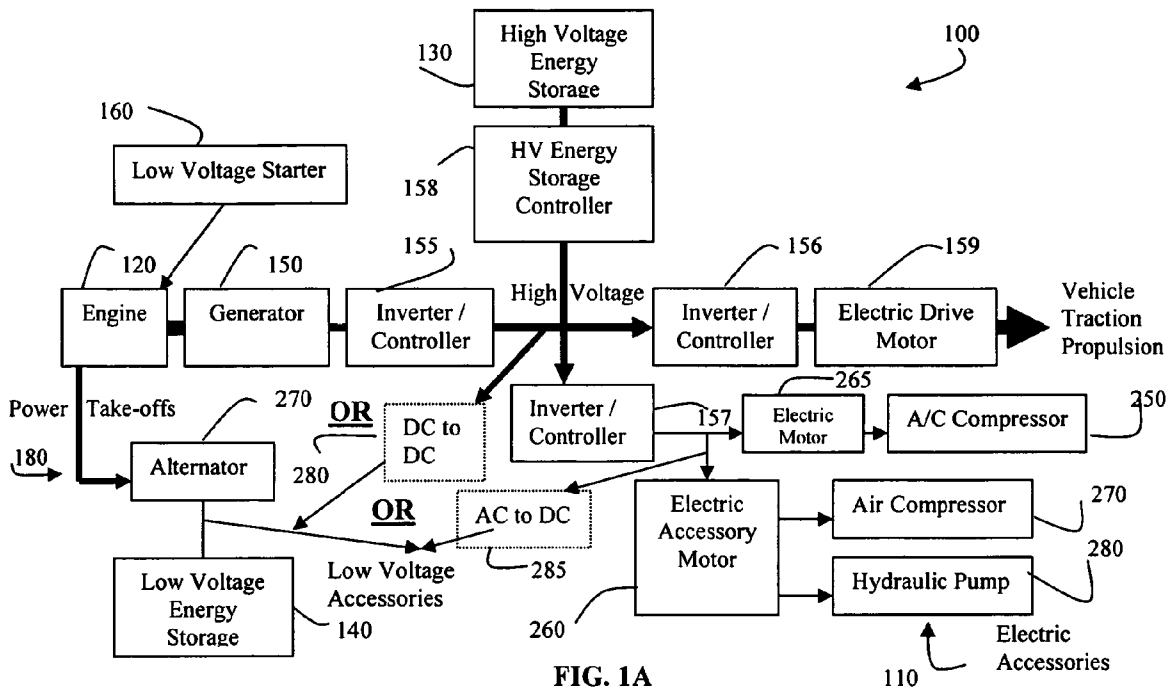 High Voltage
Energy
Storage
130
100
160
Low Voltage Starter
HV Energy
Storage
Controller
158
120
150
155
156
159
Engine
Generator
Inverter /
Controller
High Voltage
Inverter /
Controller
Electric Drive
Motor
Vehicle
Traction
Propulsion
Power Take-offs
270
OR
280
DC to
DC
Inverter /
Controller
157
265
Electric
Motor
A/C Compressor
250
180
Alternator
OR
AC to DC
285
Electric
Accessory
Motor
260
Air Compressor
270
Hydraulic Pump
280
Low Voltage
Accessories
Low Voltage
Energy
Storage
140
110
Electric
Accessories
FIG. 1A